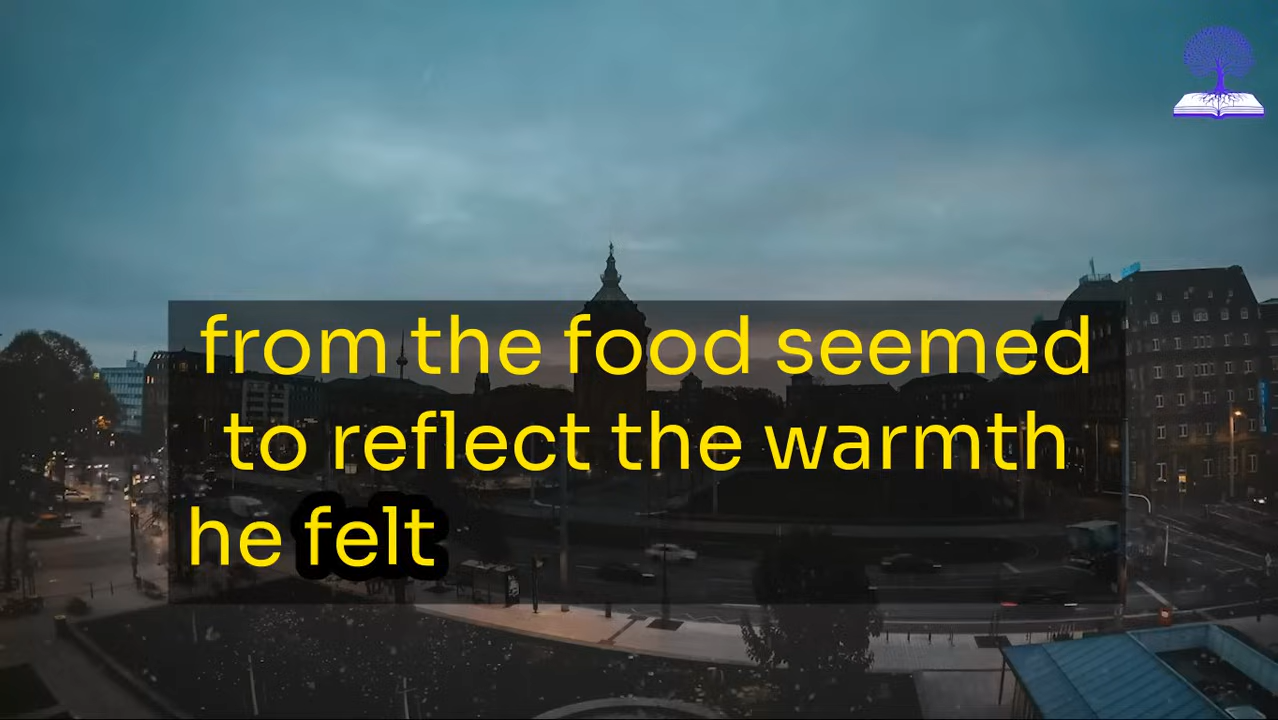 from the food seemed
to reflect the warmth
he felt